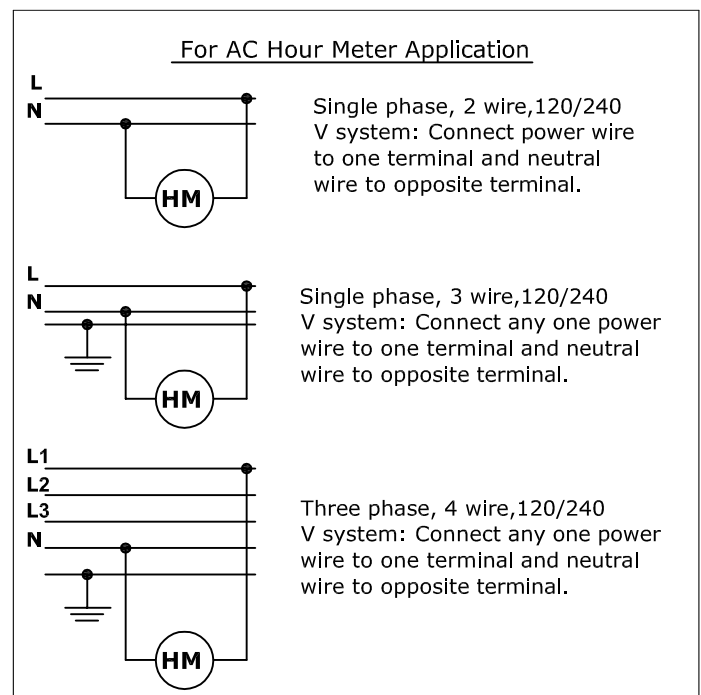 For AC Hour Meter Application
L
N
HM
Single phase, 2 wire,120/240
V system: Connect power wire
to one terminal and neutral
wire to opposite terminal.
L
N
HM
Single phase, 3 wire,120/240
V system: Connect any one power
wire to one terminal and neutral
wire to opposite terminal.
L1
L2
L3
N
HM
Three phase, 4 wire,120/240
V system: Connect any one power
wire to one terminal and neutral
wire to opposite terminal.